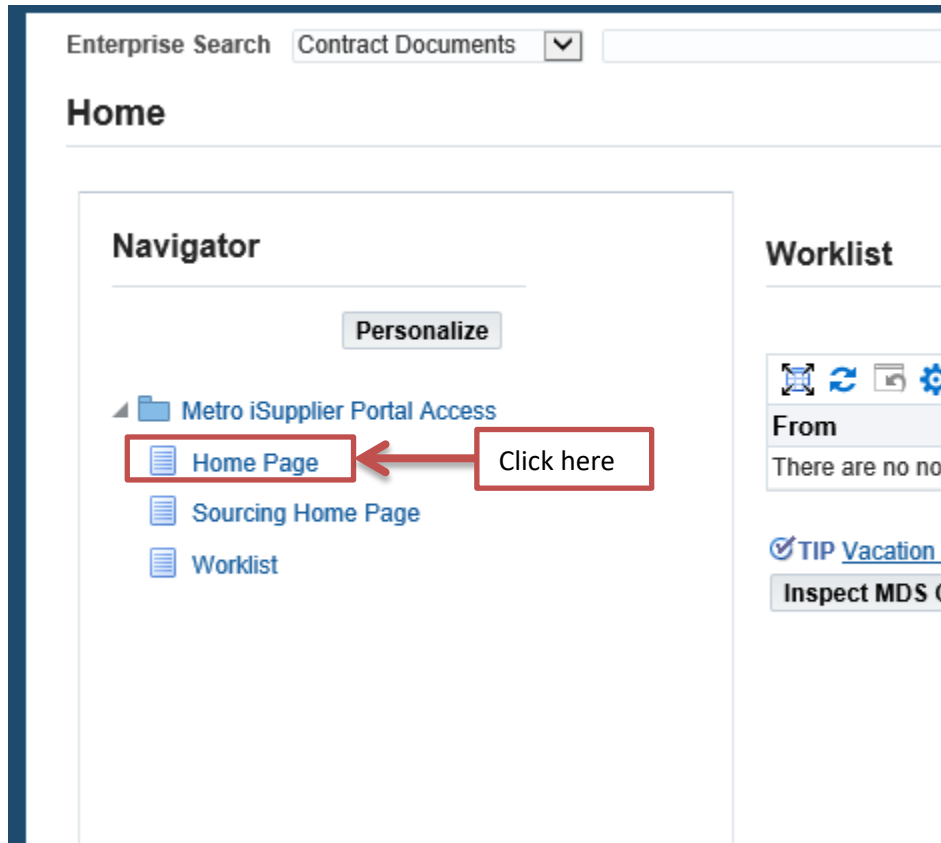 Enterprise Search Contract Documents
Home
Navigator
Personalize
Metro iSupplier Portal Access
Home Page
Click here
Sourcing Home Page
Worklist
Worklist
From
There are no no
TIP Vacation
Inspect MDS